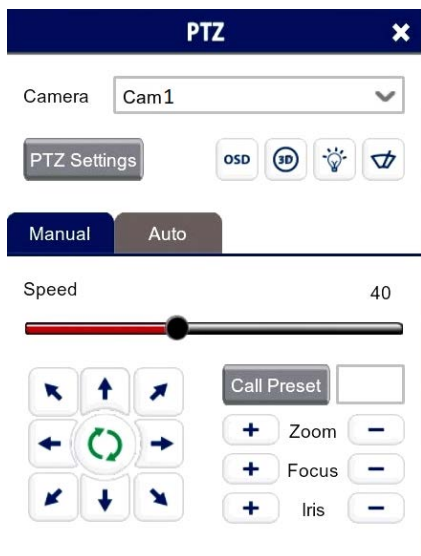 PTZ
Camera Cam1
PTZ Settings OSD 3D
Manual Auto
Speed 40
Call Preset
+ Zoom −
+ Focus −
+ Iris −